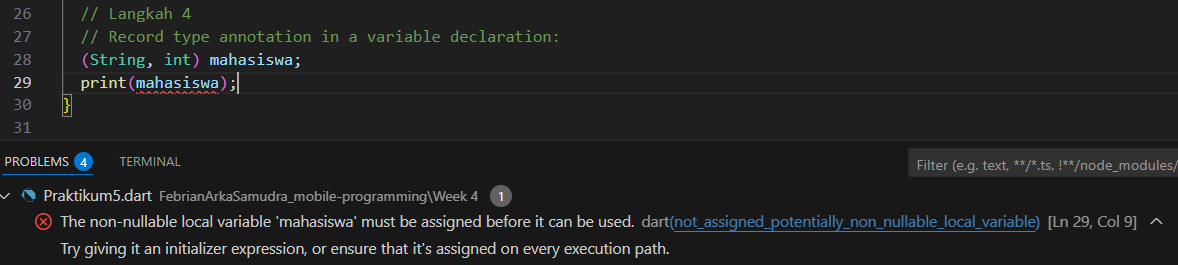 26 // Langkah 4
27 // Record type annotation in a variable declaration:
28 (String, int) mahasiswa;
29 print(mahasiswa);
30 }
31
PROBLEMS 4 TERMINAL Filter (e.g. text, **/*.ts, !**/node_modules/
Praktikum5.dart FebrianArkaSamudra_mobile-programming\Week 4 1
The non-nullable local variable 'mahasiswa' must be assigned before it can be used. dart(not_assigned_potentially_non_nullable_local_variable) [Ln 29, Col 9]
Try giving it an initializer expression, or ensure that it's assigned on every execution path.